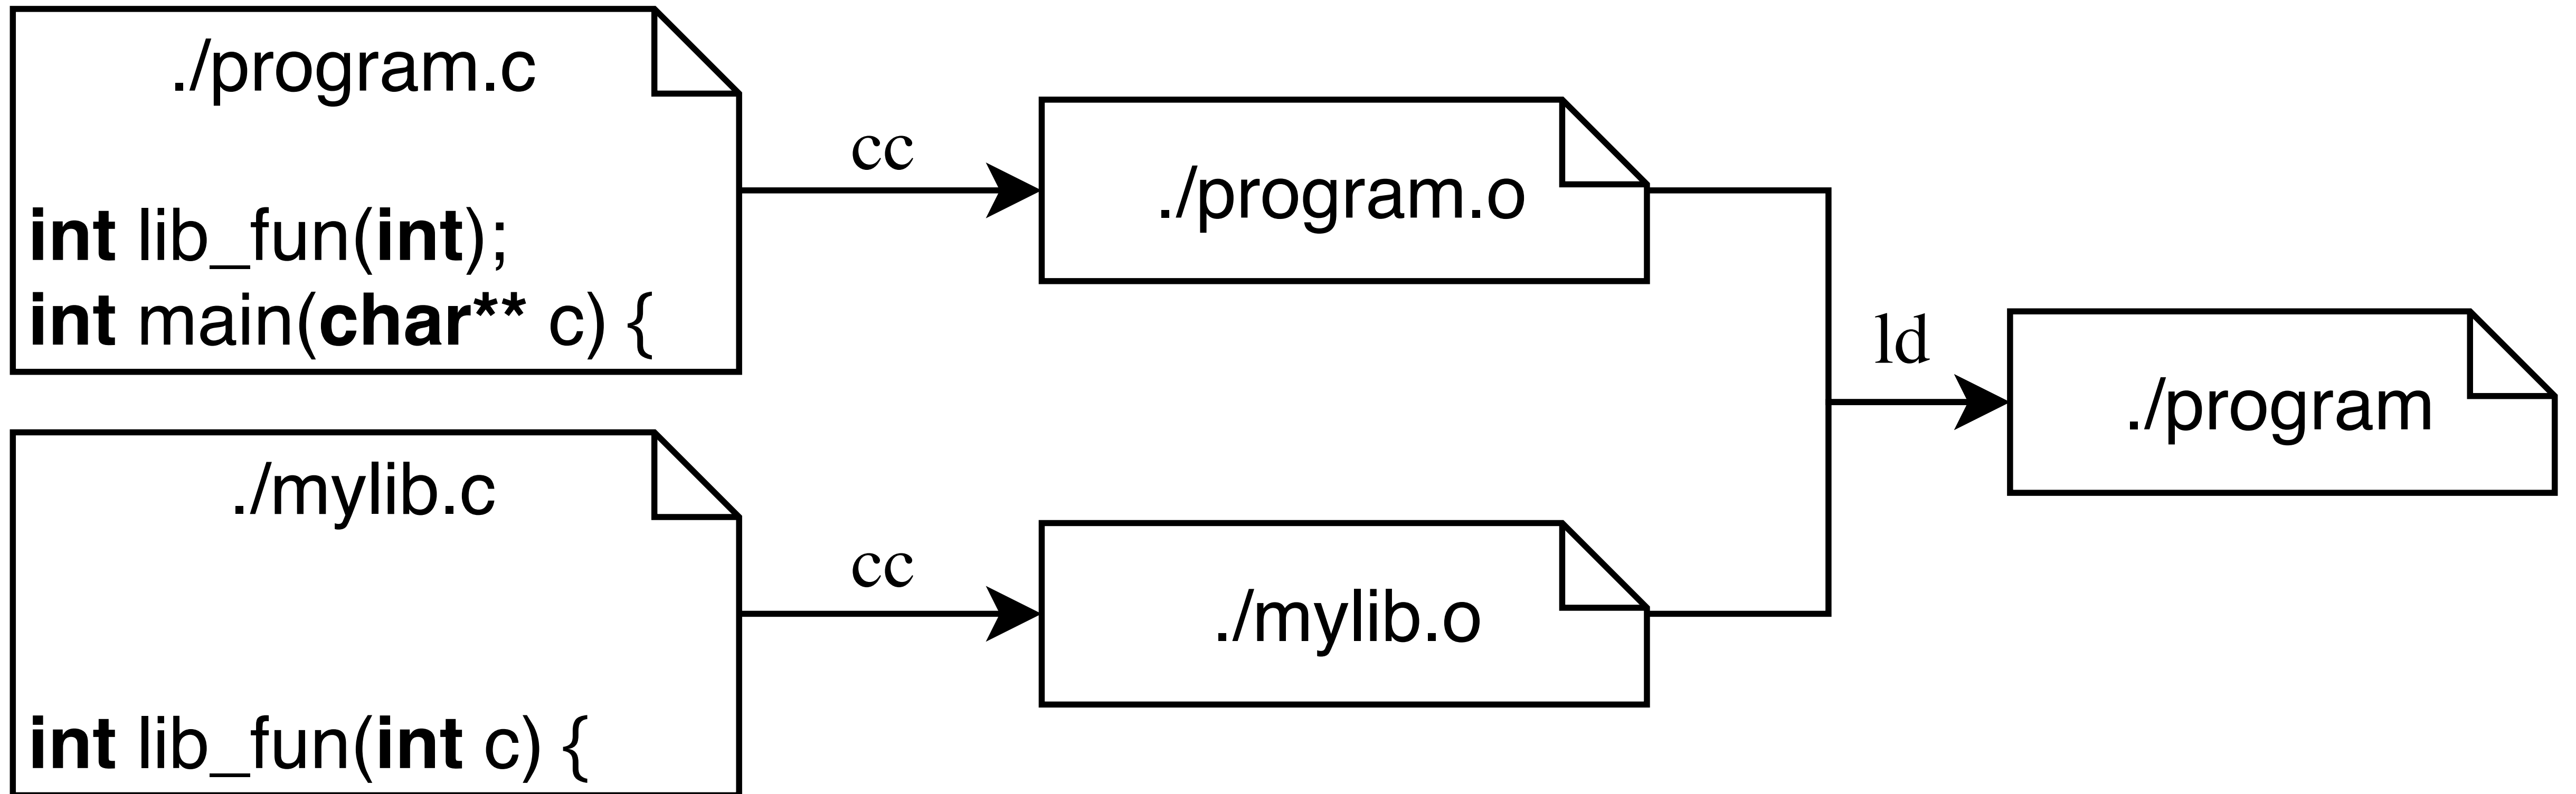 ./program.c
int lib_fun(int);
int main(char** c) {
cc
./program.o
./mylib.c
int lib_fun(int c) {
cc
./mylib.o
ld
./program